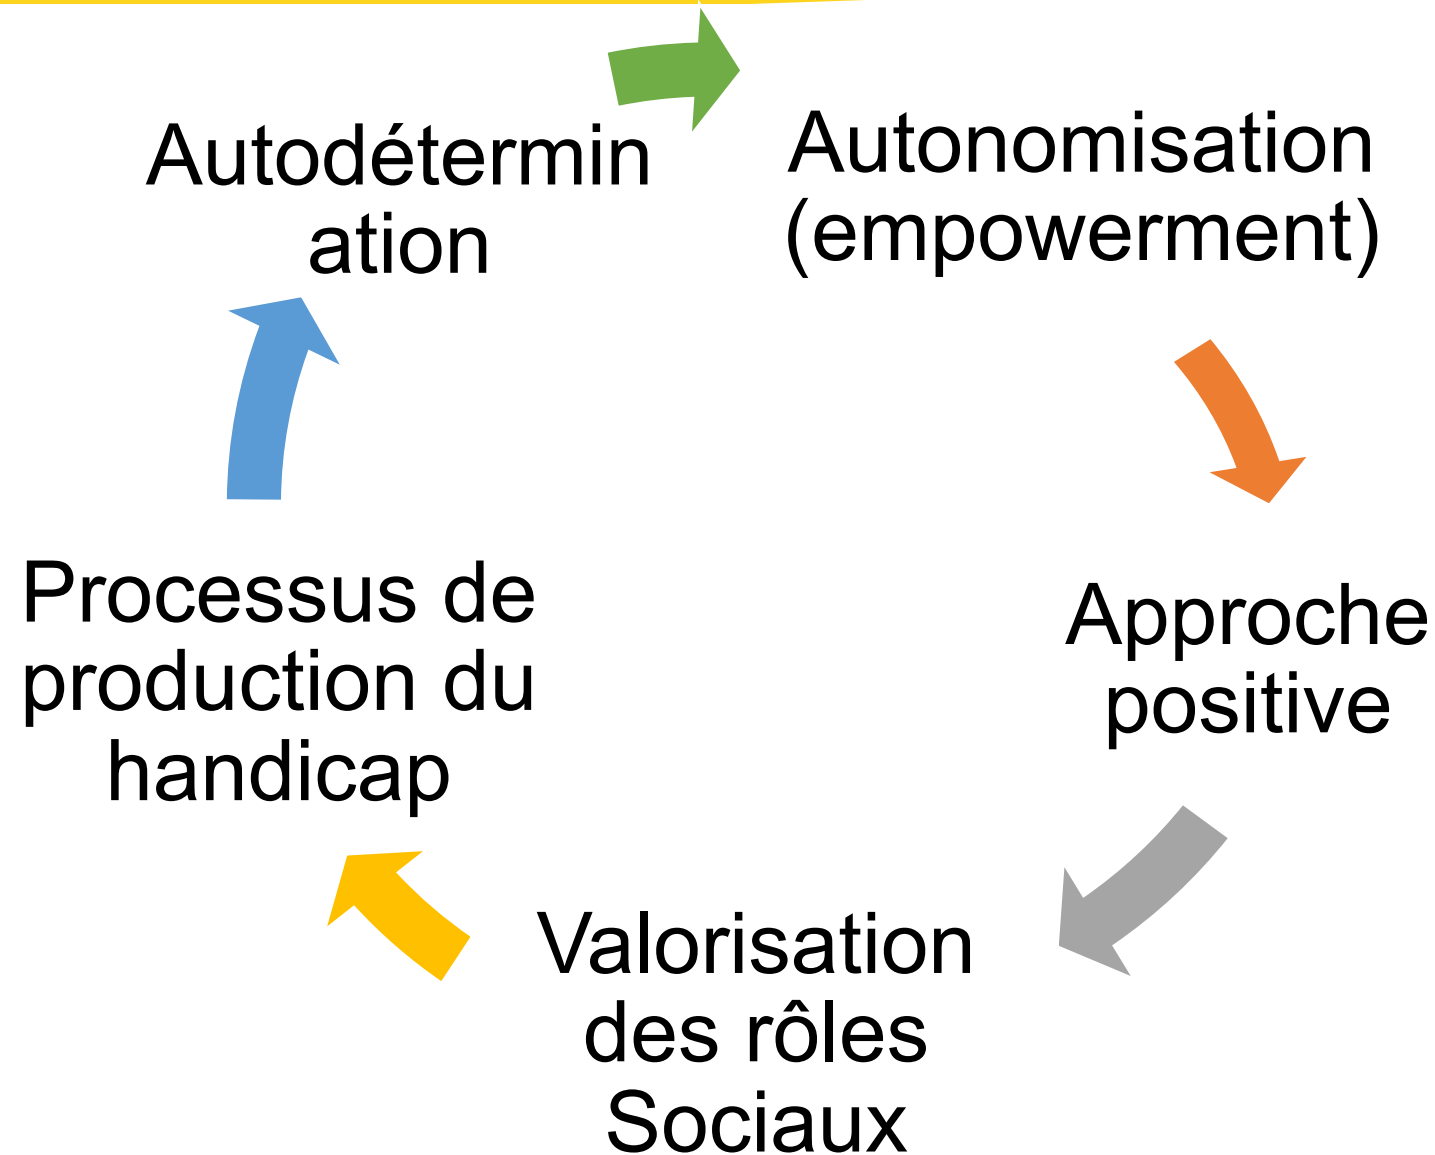 Autodétermin
ation
Autonomisation
(empowerment)
Approche
positive
Valorisation
des rôles
Sociaux
Processus de
production du
handicap